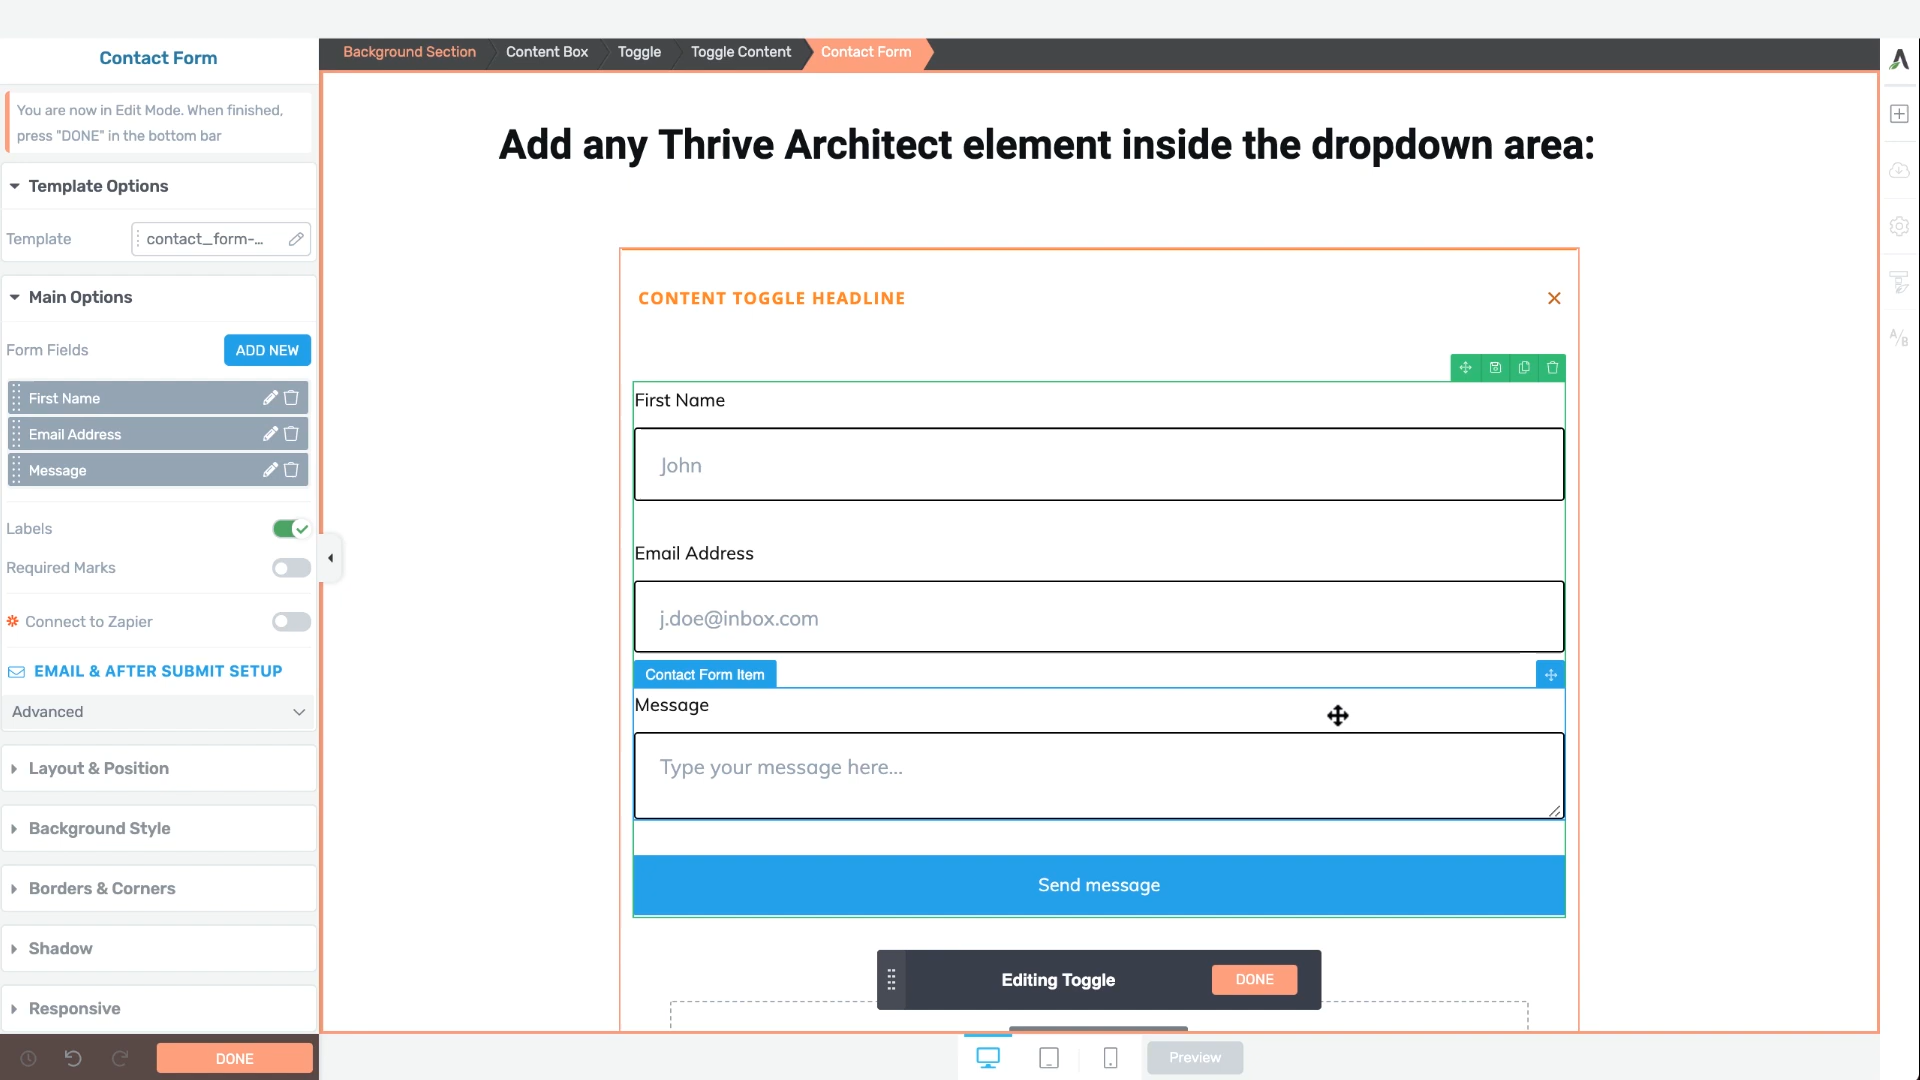 Contact Form
Background Section
Content Box
Toggle
Toggle Content
Contact Form
You are now in Edit Mode. When finished,
press "DONE" in the bottom bar
Template Options
Template
contact_form-...
Main Options
Form Fields
ADD NEW
First Name
Email Address
Message
Labels
Required Marks
Connect to Zapier
EMAIL & AFTER SUBMIT SETUP
Advanced
Layout & Position
Background Style
Borders & Corners
Shadow
Responsive
DONE
Add any Thrive Architect element inside the dropdown area:
CONTENT TOGGLE HEADLINE
First Name
John
Email Address
j.doe@inbox.com
Contact Form Item
Message
Type your message here...
Send message
Editing Toggle
DONE
Preview
A/B